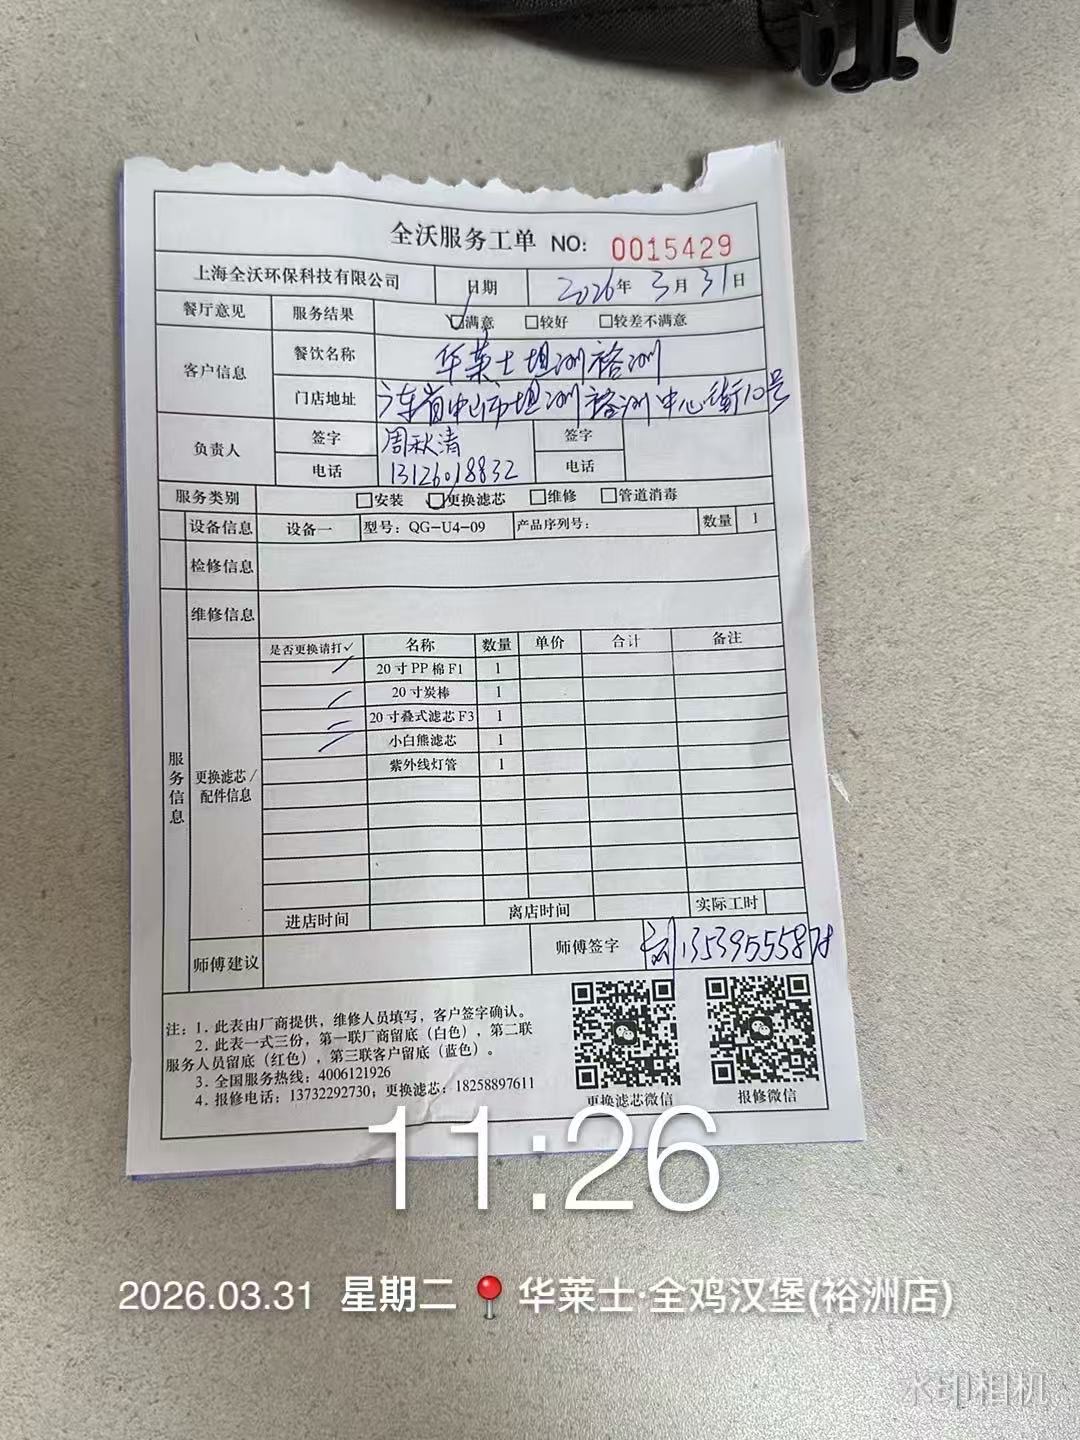 全沃服务工单 NO: 0015429
上海全沃环保科技有限公司 日期 2026年 3月 31日
餐厅意见 服务结果 ☑满意 □较好 □较差不满意
客户信息 餐饮名称 华莱士坦洲裕洲
门店地址 广东省中山市坦洲裕洲中心街10号
负责人 签字 周秋清 签字
电话 13126018832 电话
服务类别 □安装 ☑更换滤芯 □维修 □管道消毒
设备信息 设备一 型号: QG-U4-09 产品序列号: 数量 1
检修信息
维修信息
服务信息
更换滤芯/
配件信息
是否更换请打✓ 名称 数量 单价 合计 备注
✓ 20寸PP棉F1 1
✓ 20寸炭棒 1
✓ 20寸叠式滤芯F3 1
✓ 小白熊滤芯 1
紫外线灯管 1
进店时间 离店时间 实际工时
师傅建议 师傅签字 135395558
注: 1. 此表由厂商提供，维修人员填写，客户签字确认。
2. 此表一式三份，第一联厂商留底（白色），第二联
服务人员留底（红色），第三联客户留底（蓝色）。
3. 全国服务热线: 4006121926
4. 报修电话: 13732292730; 更换滤芯: 18258897611
更换滤芯微信 报修微信
11:26
2026.03.31 星期二 📍 华莱士·全鸡汉堡(裕洲店)
水印相机